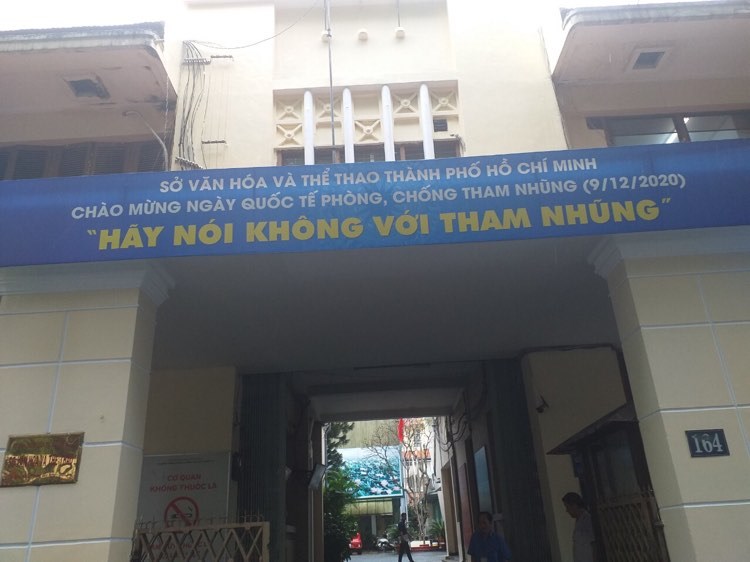 SỞ VĂN HÓA VÀ THỂ THAO THÀNH PHỐ HỒ CHÍ MINH
CHÀO MỪNG NGÀY QUỐC TẾ PHÒNG, CHỐNG THAM NHŨNG (9/12/2020)
"HÃY NÓI KHÔNG VỚI THAM NHŨNG"
164
CƠ QUAN
KHÔNG THUỐC LÁ